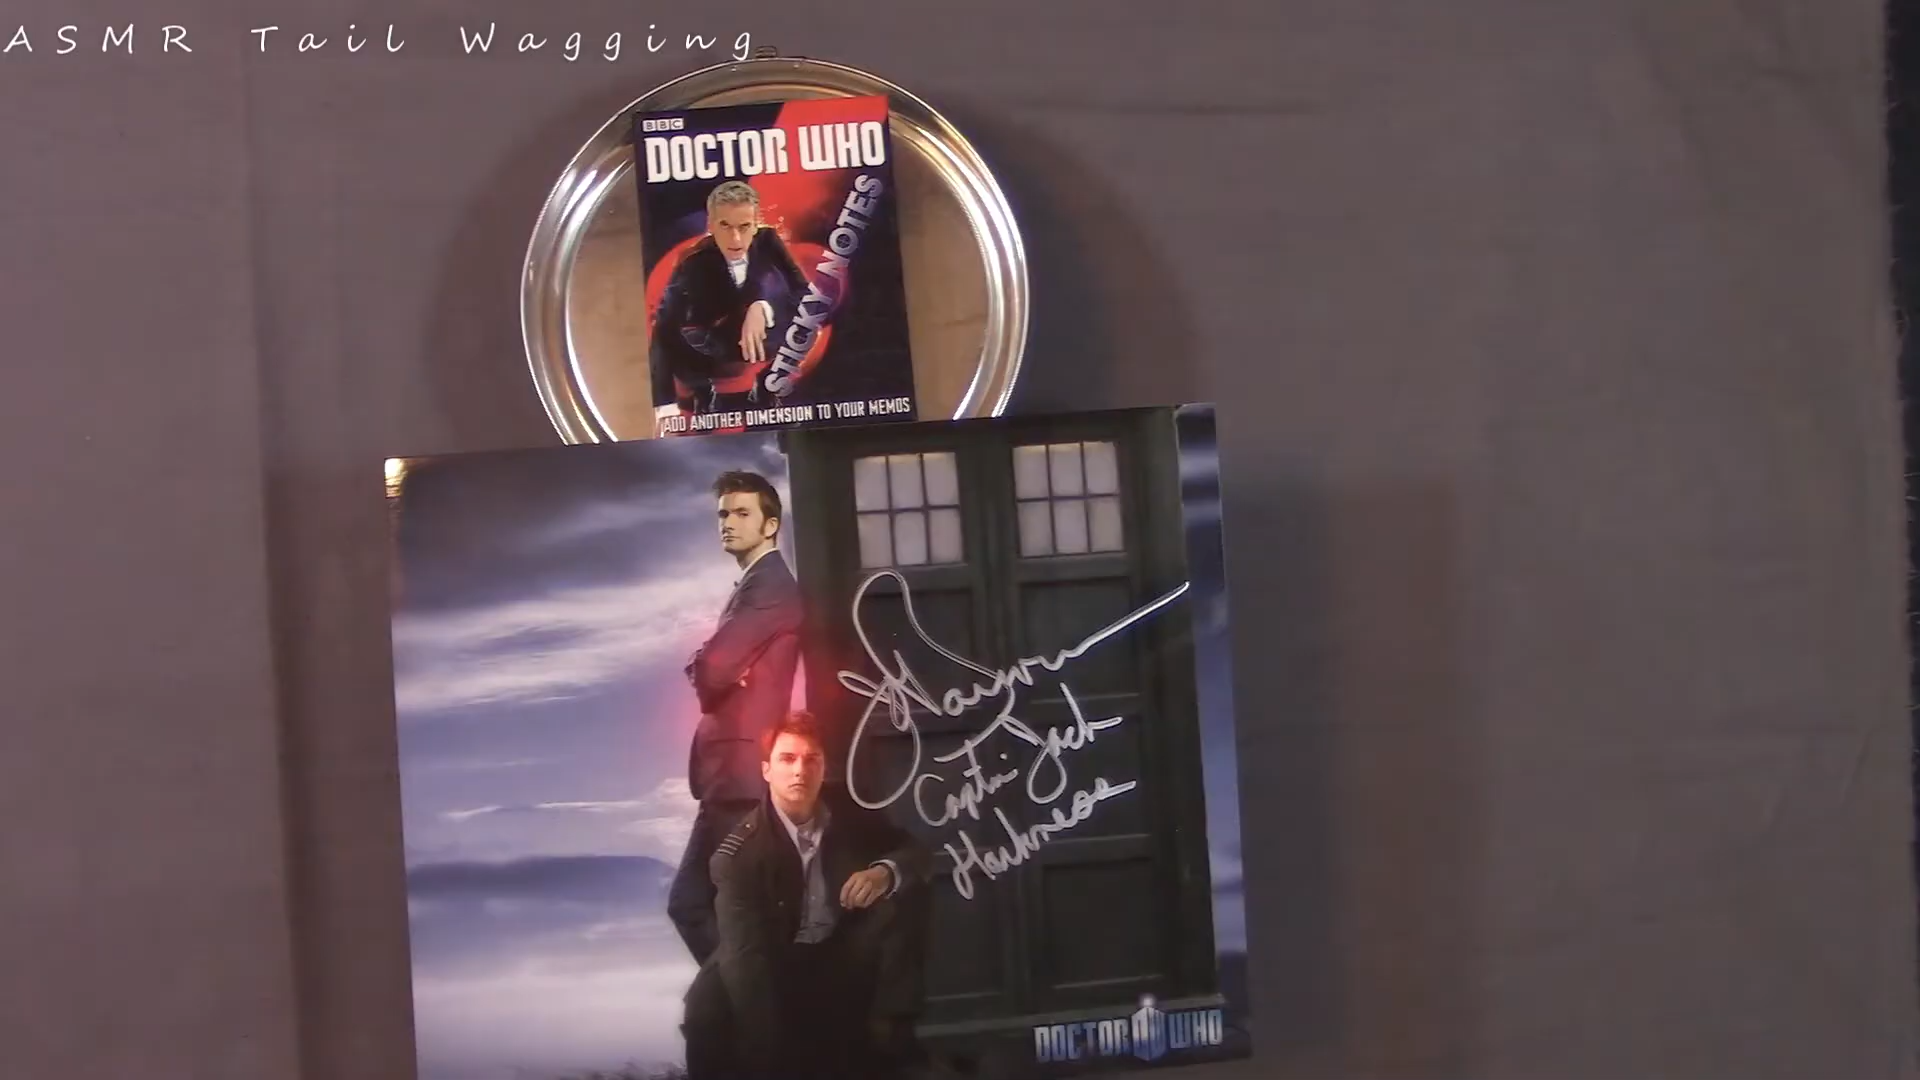 ASMR Tail Wagging
BBC
DOCTOR WHO
STICKY NOTES
ADD ANOTHER DIMENSION TO YOUR MEMOS
Captain Jack
Harkness
DOCTOR WHO